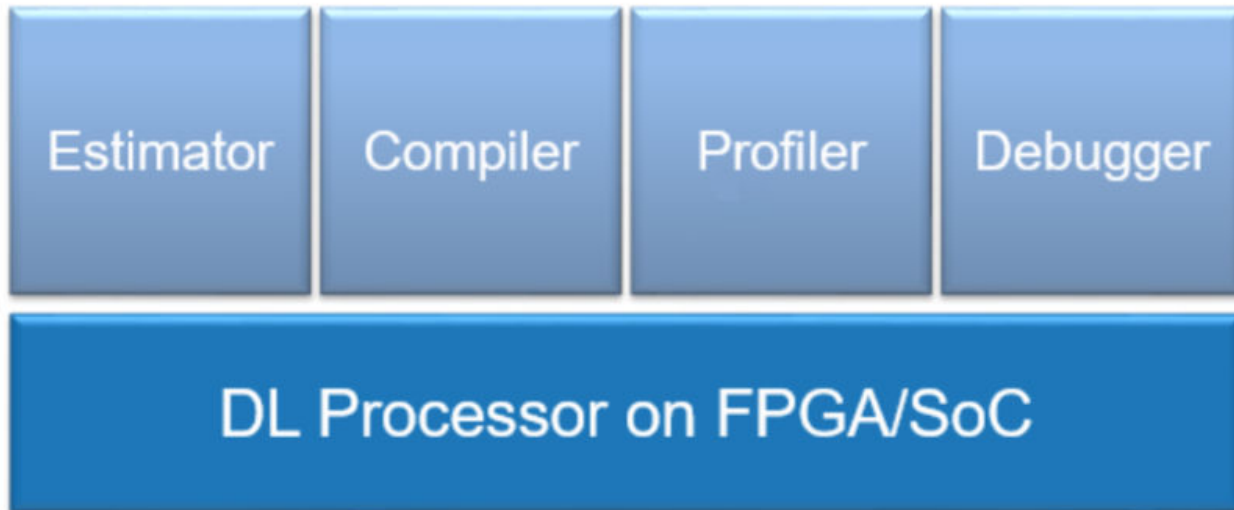 Estimator
Compiler
Profiler
Debugger
DL Processor on FPGA/SoC